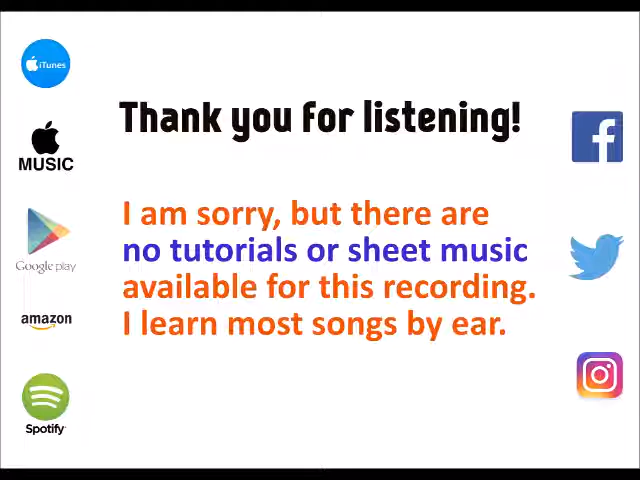 iTunes
Thank you for listening!
MUSIC
I am sorry, but there are
no tutorials or sheet music
available for this recording.
I learn most songs by ear.
Google play
amazon
Spotify